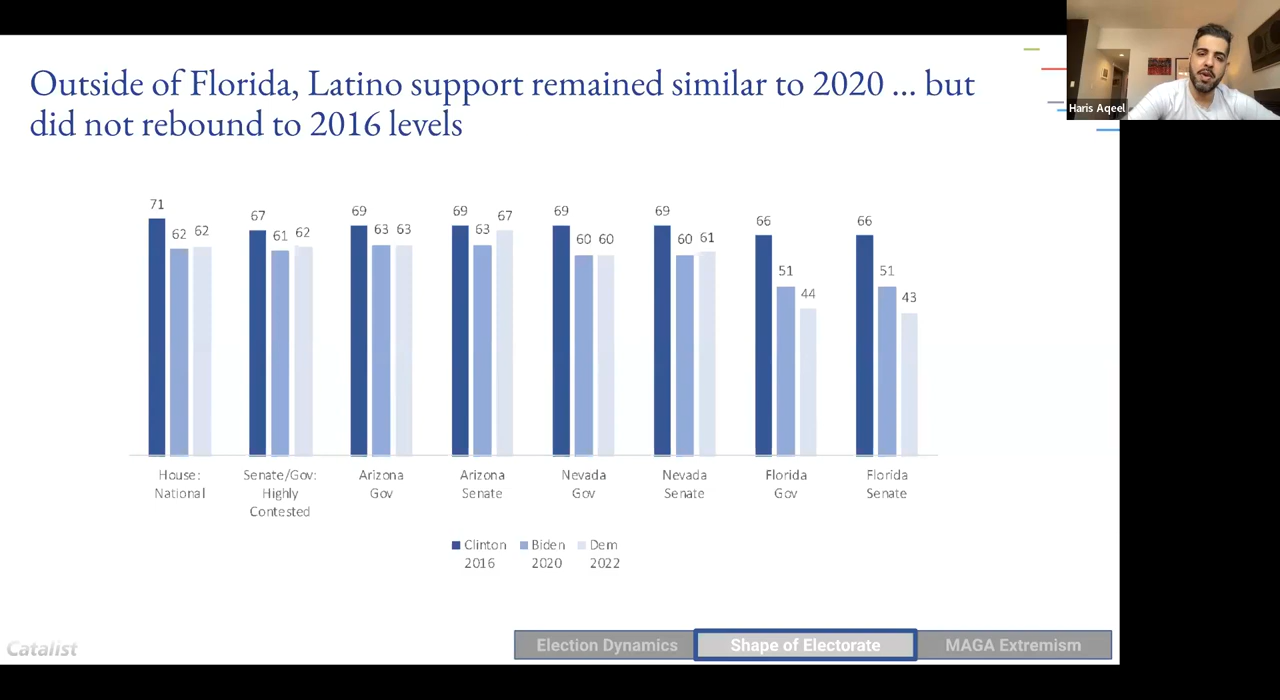 Outside of Florida, Latino support remained similar to 2020 ... but
did not rebound to 2016 levels
Haris Aqeel
71 62 62
67 61 62
69 63 63
69 63 67
69 60 60
69 60 61
66 51 44
66 51 43
House:
National
Senate/Gov:
Highly
Contested
Arizona
Gov
Arizona
Senate
Nevada
Gov
Nevada
Senate
Florida
Gov
Florida
Senate
Clinton
2016
Biden
2020
Dem
2022
Catalist
Election Dynamics
Shape of Electorate
MAGA Extremism